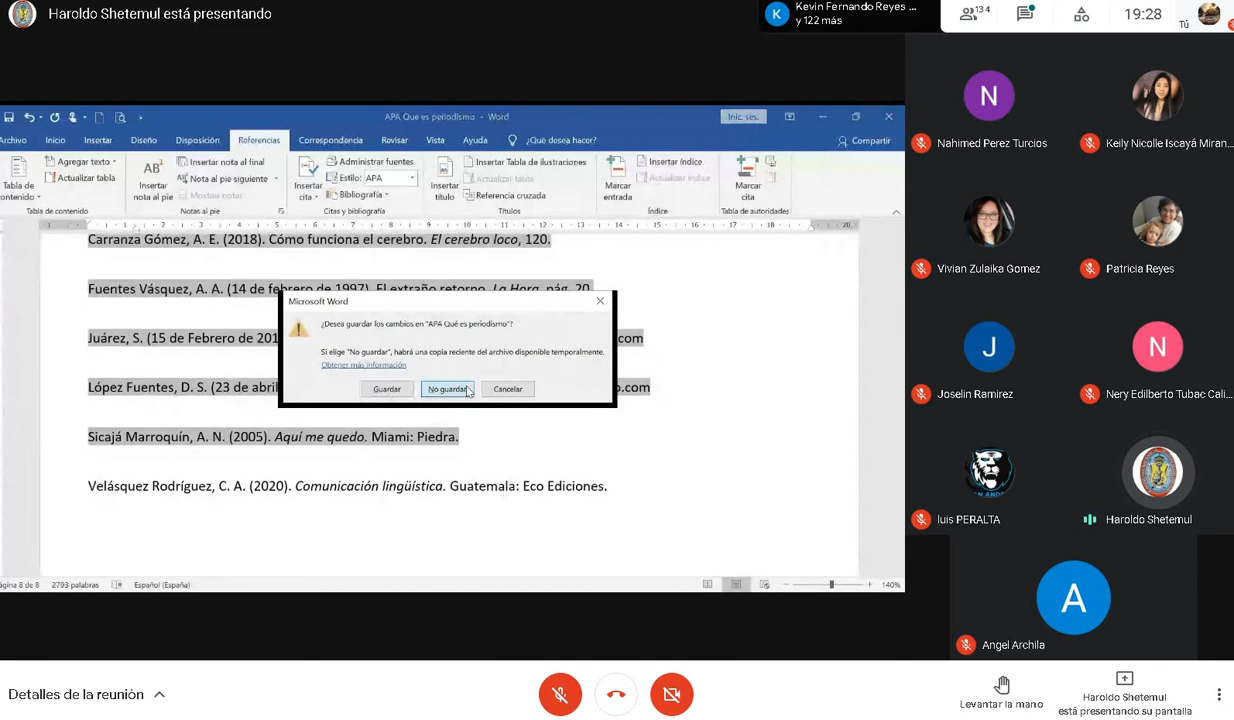 Haroldo Shetemul está presentando
K
Kevin Fernando Reyes ...
y 122 más
134
19:28
Tú
APA Qué es periodismo - Word
Inic. ses.
Archivo Inicio Insertar Diseño Disposición Referencias Correspondencia Revisar Vista Ayuda ¿Qué desea hacer? Compartir
Tabla de contenido
Agregar texto
Actualizar tabla
Tabla de contenido
AB1
Insertar nota al pie
Insertar nota al final
Nota al pie siguiente
Mostrar notas
Notas al pie
Insertar cita
Administrar fuentes
Estilo: APA
Bibliografía
Citas y bibliografía
Insertar título
Insertar Tabla de ilustraciones
Actualizar tabla
Referencia cruzada
Títulos
Marcar entrada
Insertar índice
Actualizar índice
Índice
Marcar cita
Tabla de autoridades
Carranza Gómez, A. E. (2018). Cómo funciona el cerebro. El cerebro loco, 120.
Fuentes Vásquez, A. A. (14 de febrero de 1997). El extraño retorno. La Hora, pág. 20.
Juárez, S. (15 de Febrero de 201
com
López Fuentes, D. S. (23 de abril
o.com
Sicajá Marroquín, A. N. (2005). Aquí me quedo. Miami: Piedra.
Velásquez Rodríguez, C. A. (2020). Comunicación lingüística. Guatemala: Eco Ediciones.
Microsoft Word
¿Desea guardar los cambios en "APA Qué es periodismo"?
Si elige "No guardar", habrá una copia reciente del archivo disponible temporalmente.
Obtener más información
Guardar No guardar Cancelar
ágina 8 de 8 2793 palabras Español (España) 140%
N
Nahimed Perez Turcios
Keily Nicolle Iscayá Miran...
Vivian Zulaika Gomez
Patricia Reyes
J
Joselin Ramirez
N
Nery Edilberto Tubac Cali...
luis PERALTA
Haroldo Shetemul
A
Angel Archila
Detalles de la reunión
Levantar la mano
Haroldo Shetemul
está presentando su pantalla